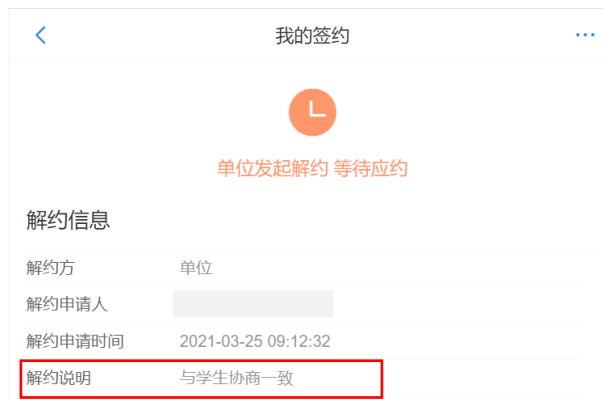 我的签约
单位发起解约 等待应约
解约信息
解约方 单位
解约申请人
解约申请时间 2021-03-25 09:12:32
解约说明 与学生协商一致